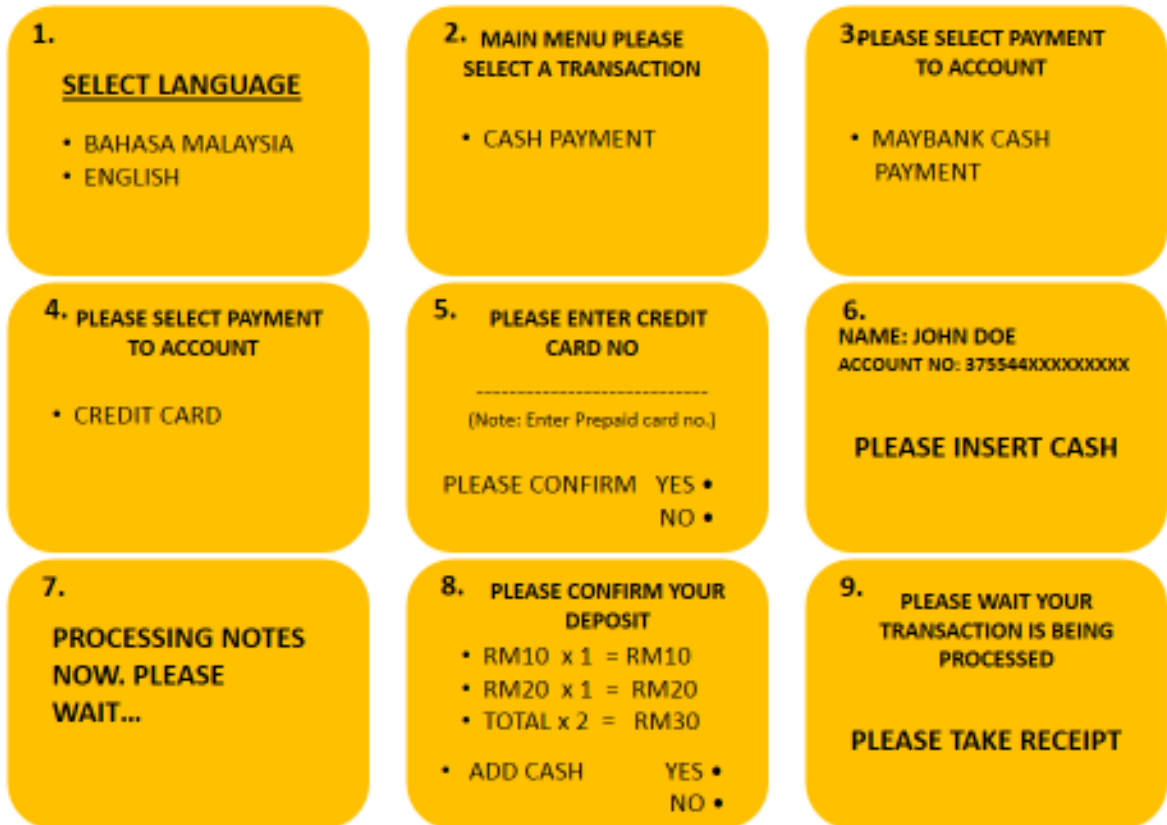 1.
SELECT LANGUAGE
• BAHASA MALAYSIA
• ENGLISH
2. MAIN MENU PLEASE
SELECT A TRANSACTION
• CASH PAYMENT
3PLEASE SELECT PAYMENT
TO ACCOUNT
• MAYBANK CASH
PAYMENT
4. PLEASE SELECT PAYMENT
TO ACCOUNT
• CREDIT CARD
5. PLEASE ENTER CREDIT
CARD NO
----------------------------
(Note: Enter Prepaid card no.)
PLEASE CONFIRM YES •
NO •
6.
NAME: JOHN DOE
ACCOUNT NO: 375544XXXXXXXXX
PLEASE INSERT CASH
7.
PROCESSING NOTES
NOW. PLEASE
WAIT...
8. PLEASE CONFIRM YOUR
DEPOSIT
• RM10 x 1 = RM10
• RM20 x 1 = RM20
• TOTAL x 2 = RM30
• ADD CASH YES •
NO •
9. PLEASE WAIT YOUR
TRANSACTION IS BEING
PROCESSED
PLEASE TAKE RECEIPT